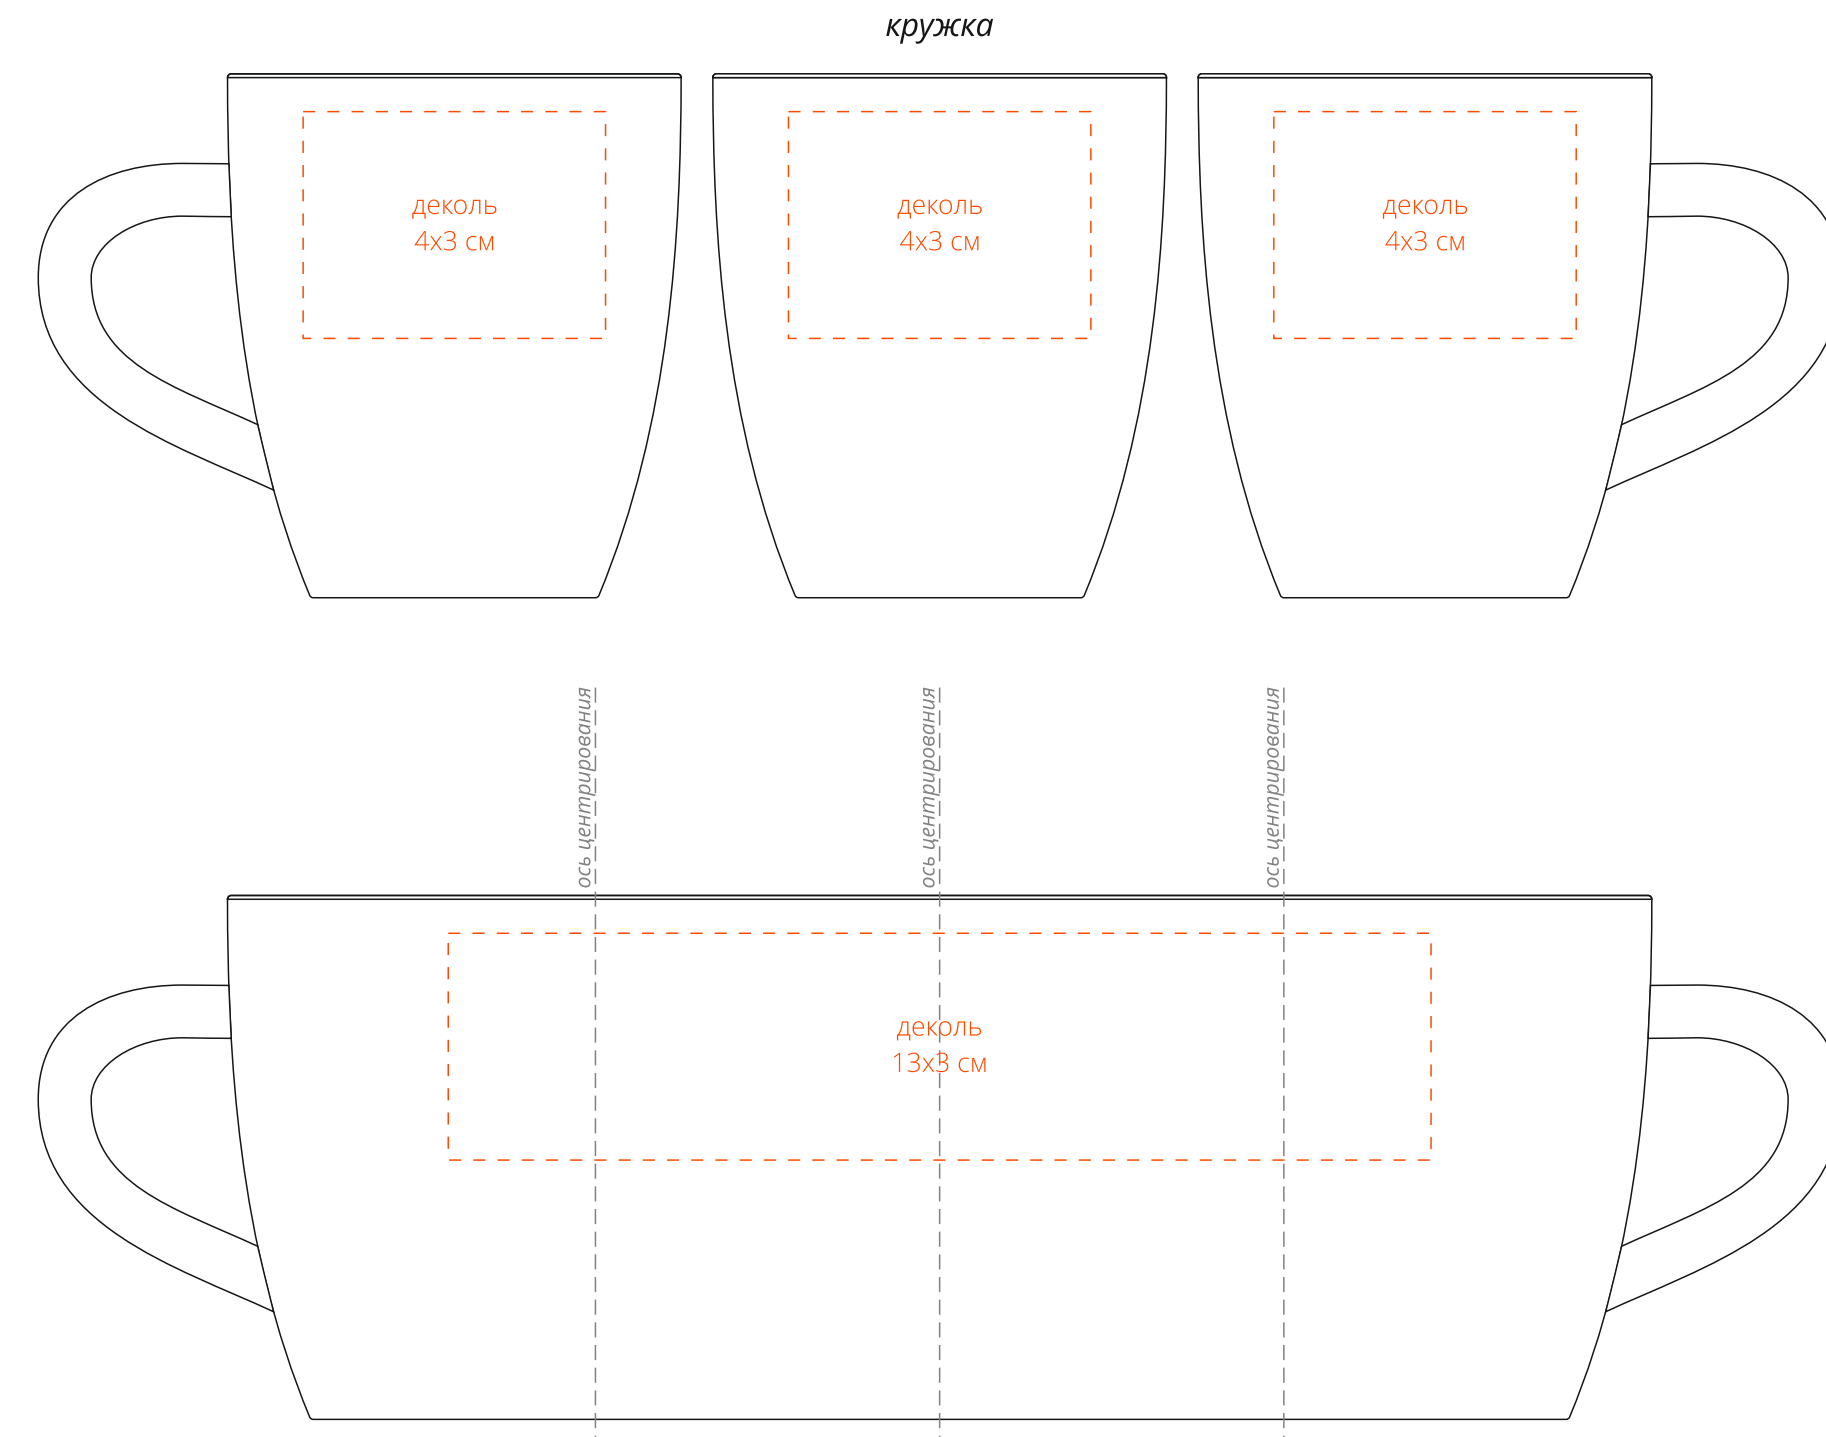 кружка
деколь
4х3 см
деколь
4х3 см
деколь
4х3 см
ось центрирования
ось центрирования
ось центрирования
деколь
13х3 см